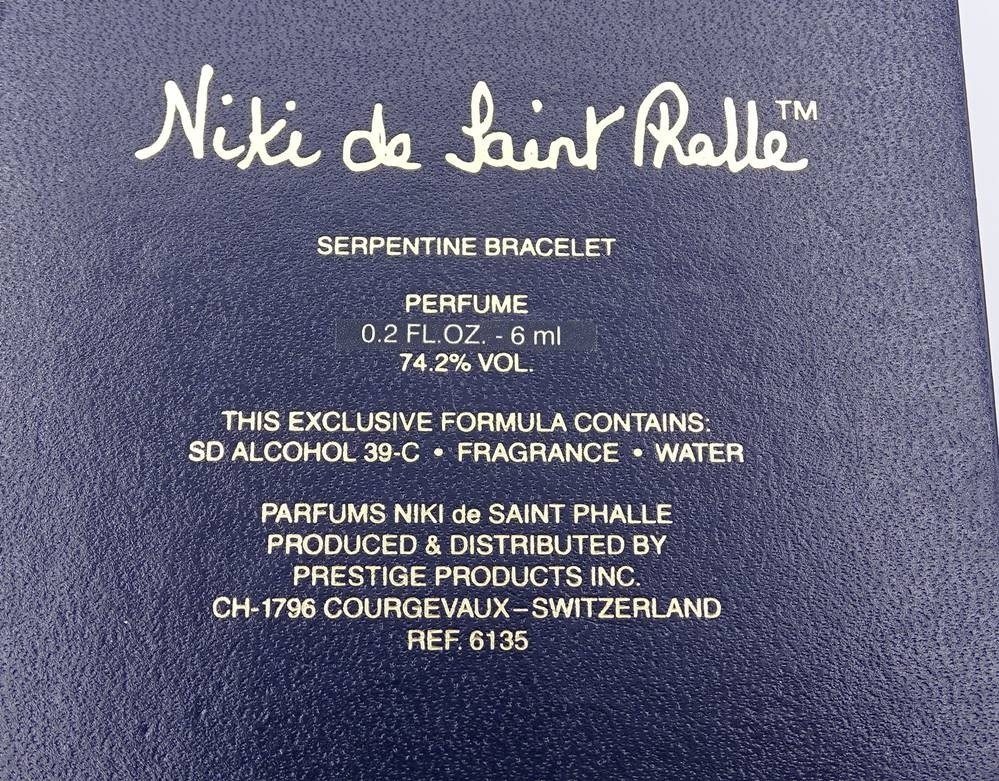 Niki de Saint Phalle™
SERPENTINE BRACELET
PERFUME
0.2 FL.OZ. - 6 ml
74.2% VOL.
THIS EXCLUSIVE FORMULA CONTAINS:
SD ALCOHOL 39-C • FRAGRANCE • WATER
PARFUMS NIKI de SAINT PHALLE
PRODUCED & DISTRIBUTED BY
PRESTIGE PRODUCTS INC.
CH-1796 COURGEVAUX–SWITZERLAND
REF. 6135